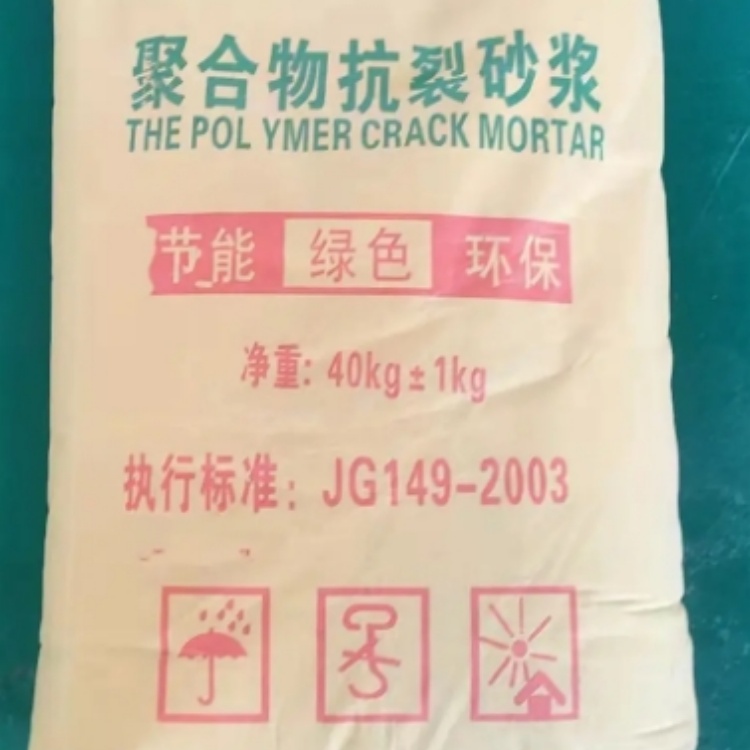 聚合物抗裂砂浆
THE POL YMER CRACK MORTAR
节能 绿色 环保
净重: 40kg±1kg
执行标准: JG149-2003